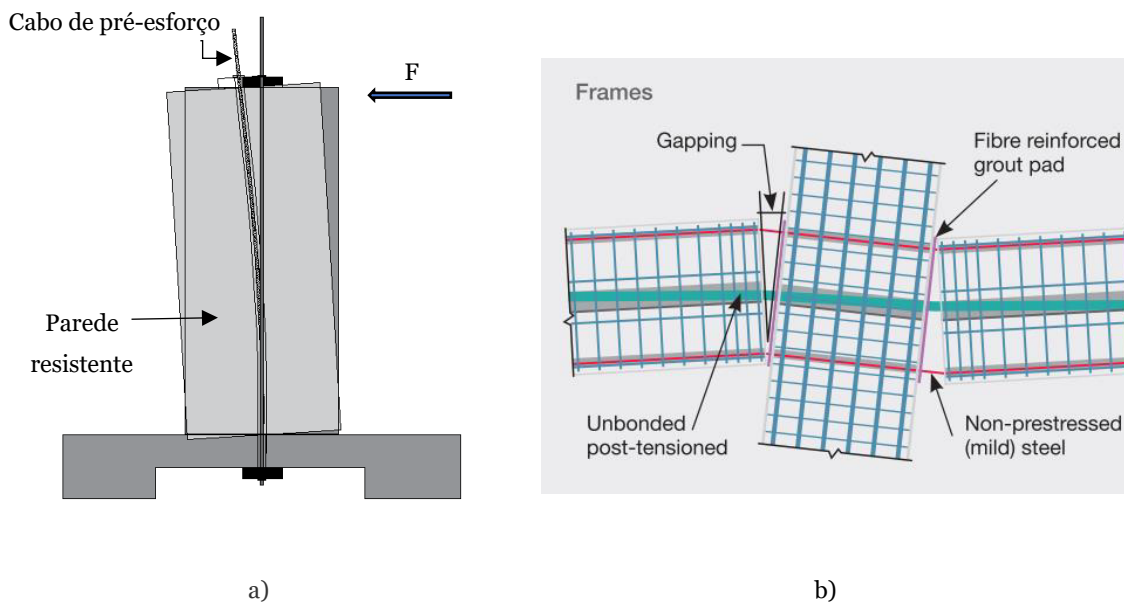 Cabo de pré-esforço
F
Parede
resistente
a)
Frames
Gapping
Fibre reinforced
grout pad
Unbonded
post-tensioned
Non-prestressed
(mild) steel
b)